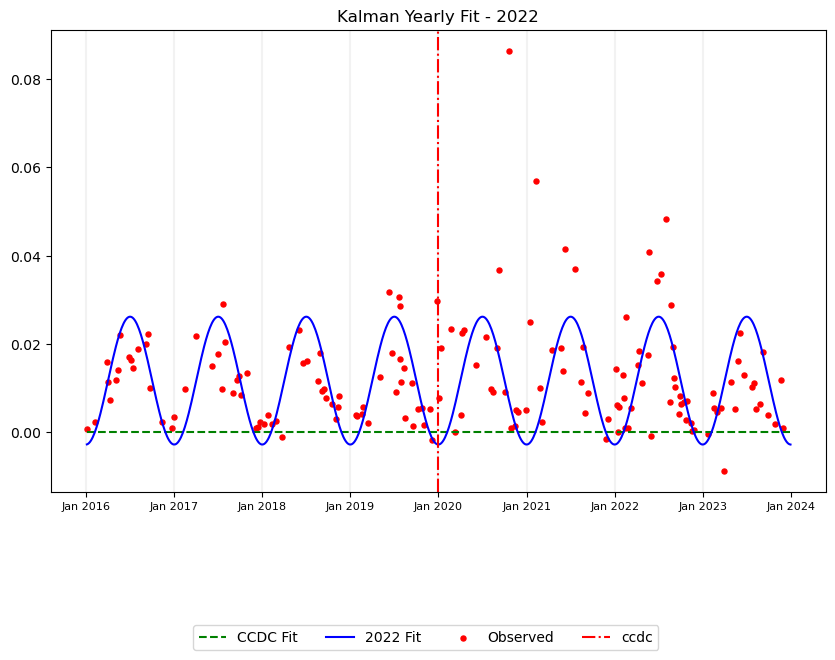 Kalman Yearly Fit - 2022
0.08
0.06
0.04
0.02
0.00
Jan 2016 Jan 2017 Jan 2018 Jan 2019 Jan 2020 Jan 2021 Jan 2022 Jan 2023 Jan 2024
CCDC Fit 2022 Fit Observed ccdc